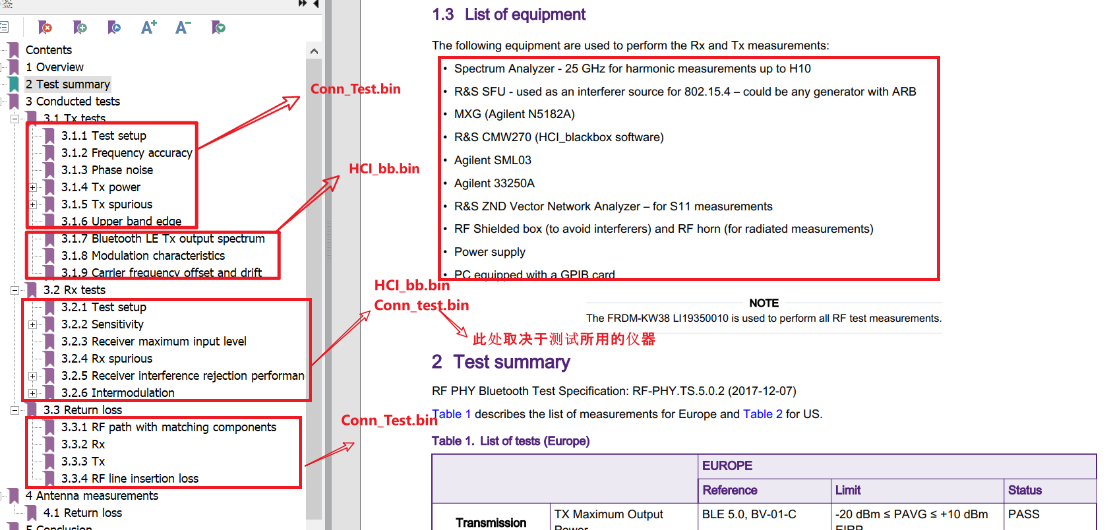 Contents
1 Overview
2 Test summary
3 Conducted tests
3.1 Tx tests
3.1.1 Test setup
3.1.2 Frequency accuracy
3.1.3 Phase noise
3.1.4 Tx power
3.1.5 Tx spurious
3.1.6 Upper band edge
3.1.7 Bluetooth LE Tx output spectrum
3.1.8 Modulation characteristics
3.1.9 Carrier frequency offset and drift
3.2 Rx tests
3.2.1 Test setup
3.2.2 Sensitivity
3.2.3 Receiver maximum input level
3.2.4 Rx spurious
3.2.5 Receiver interference rejection performan
3.2.6 Intermodulation
3.3 Return loss
3.3.1 RF path with matching components
3.3.2 Rx
3.3.3 Tx
3.3.4 RF line insertion loss
4 Antenna measurements
4.1 Return loss
5 Conclusion
Conn_Test.bin
HCI_bb.bin
HCI_bb.bin
Conn_test.bin
此处取决于测试所用的仪器
Conn_Test.bin
1.3 List of equipment
The following equipment are used to perform the Rx and Tx measurements:
• Spectrum Analyzer - 25 GHz for harmonic measurements up to H10
• R&S SFU - used as an interferer source for 802.15.4 – could be any generator with ARB
• MXG (Agilent N5182A)
• R&S CMW270 (HCI_blackbox software)
• Agilent SML03
• Agilent 33250A
• R&S ZND Vector Network Analyzer – for S11 measurements
• RF Shielded box (to avoid interferers) and RF horn (for radiated measurements)
• Power supply
• PC equipped with a GPIB card
NOTE
The FRDM-KW38 LI19350010 is used to perform all RF test measurements.
2 Test summary
RF PHY Bluetooth Test Specification: RF-PHY.TS.5.0.2 (2017-12-07)
Table 1 describes the list of measurements for Europe and Table 2 for US.
Table 1. List of tests (Europe)
EUROPE
Reference Limit Status
Transmission TX Maximum Output Power BLE 5.0, BV-01-C -20 dBm ≤ PAVG ≤ +10 dBm EIRP PASS